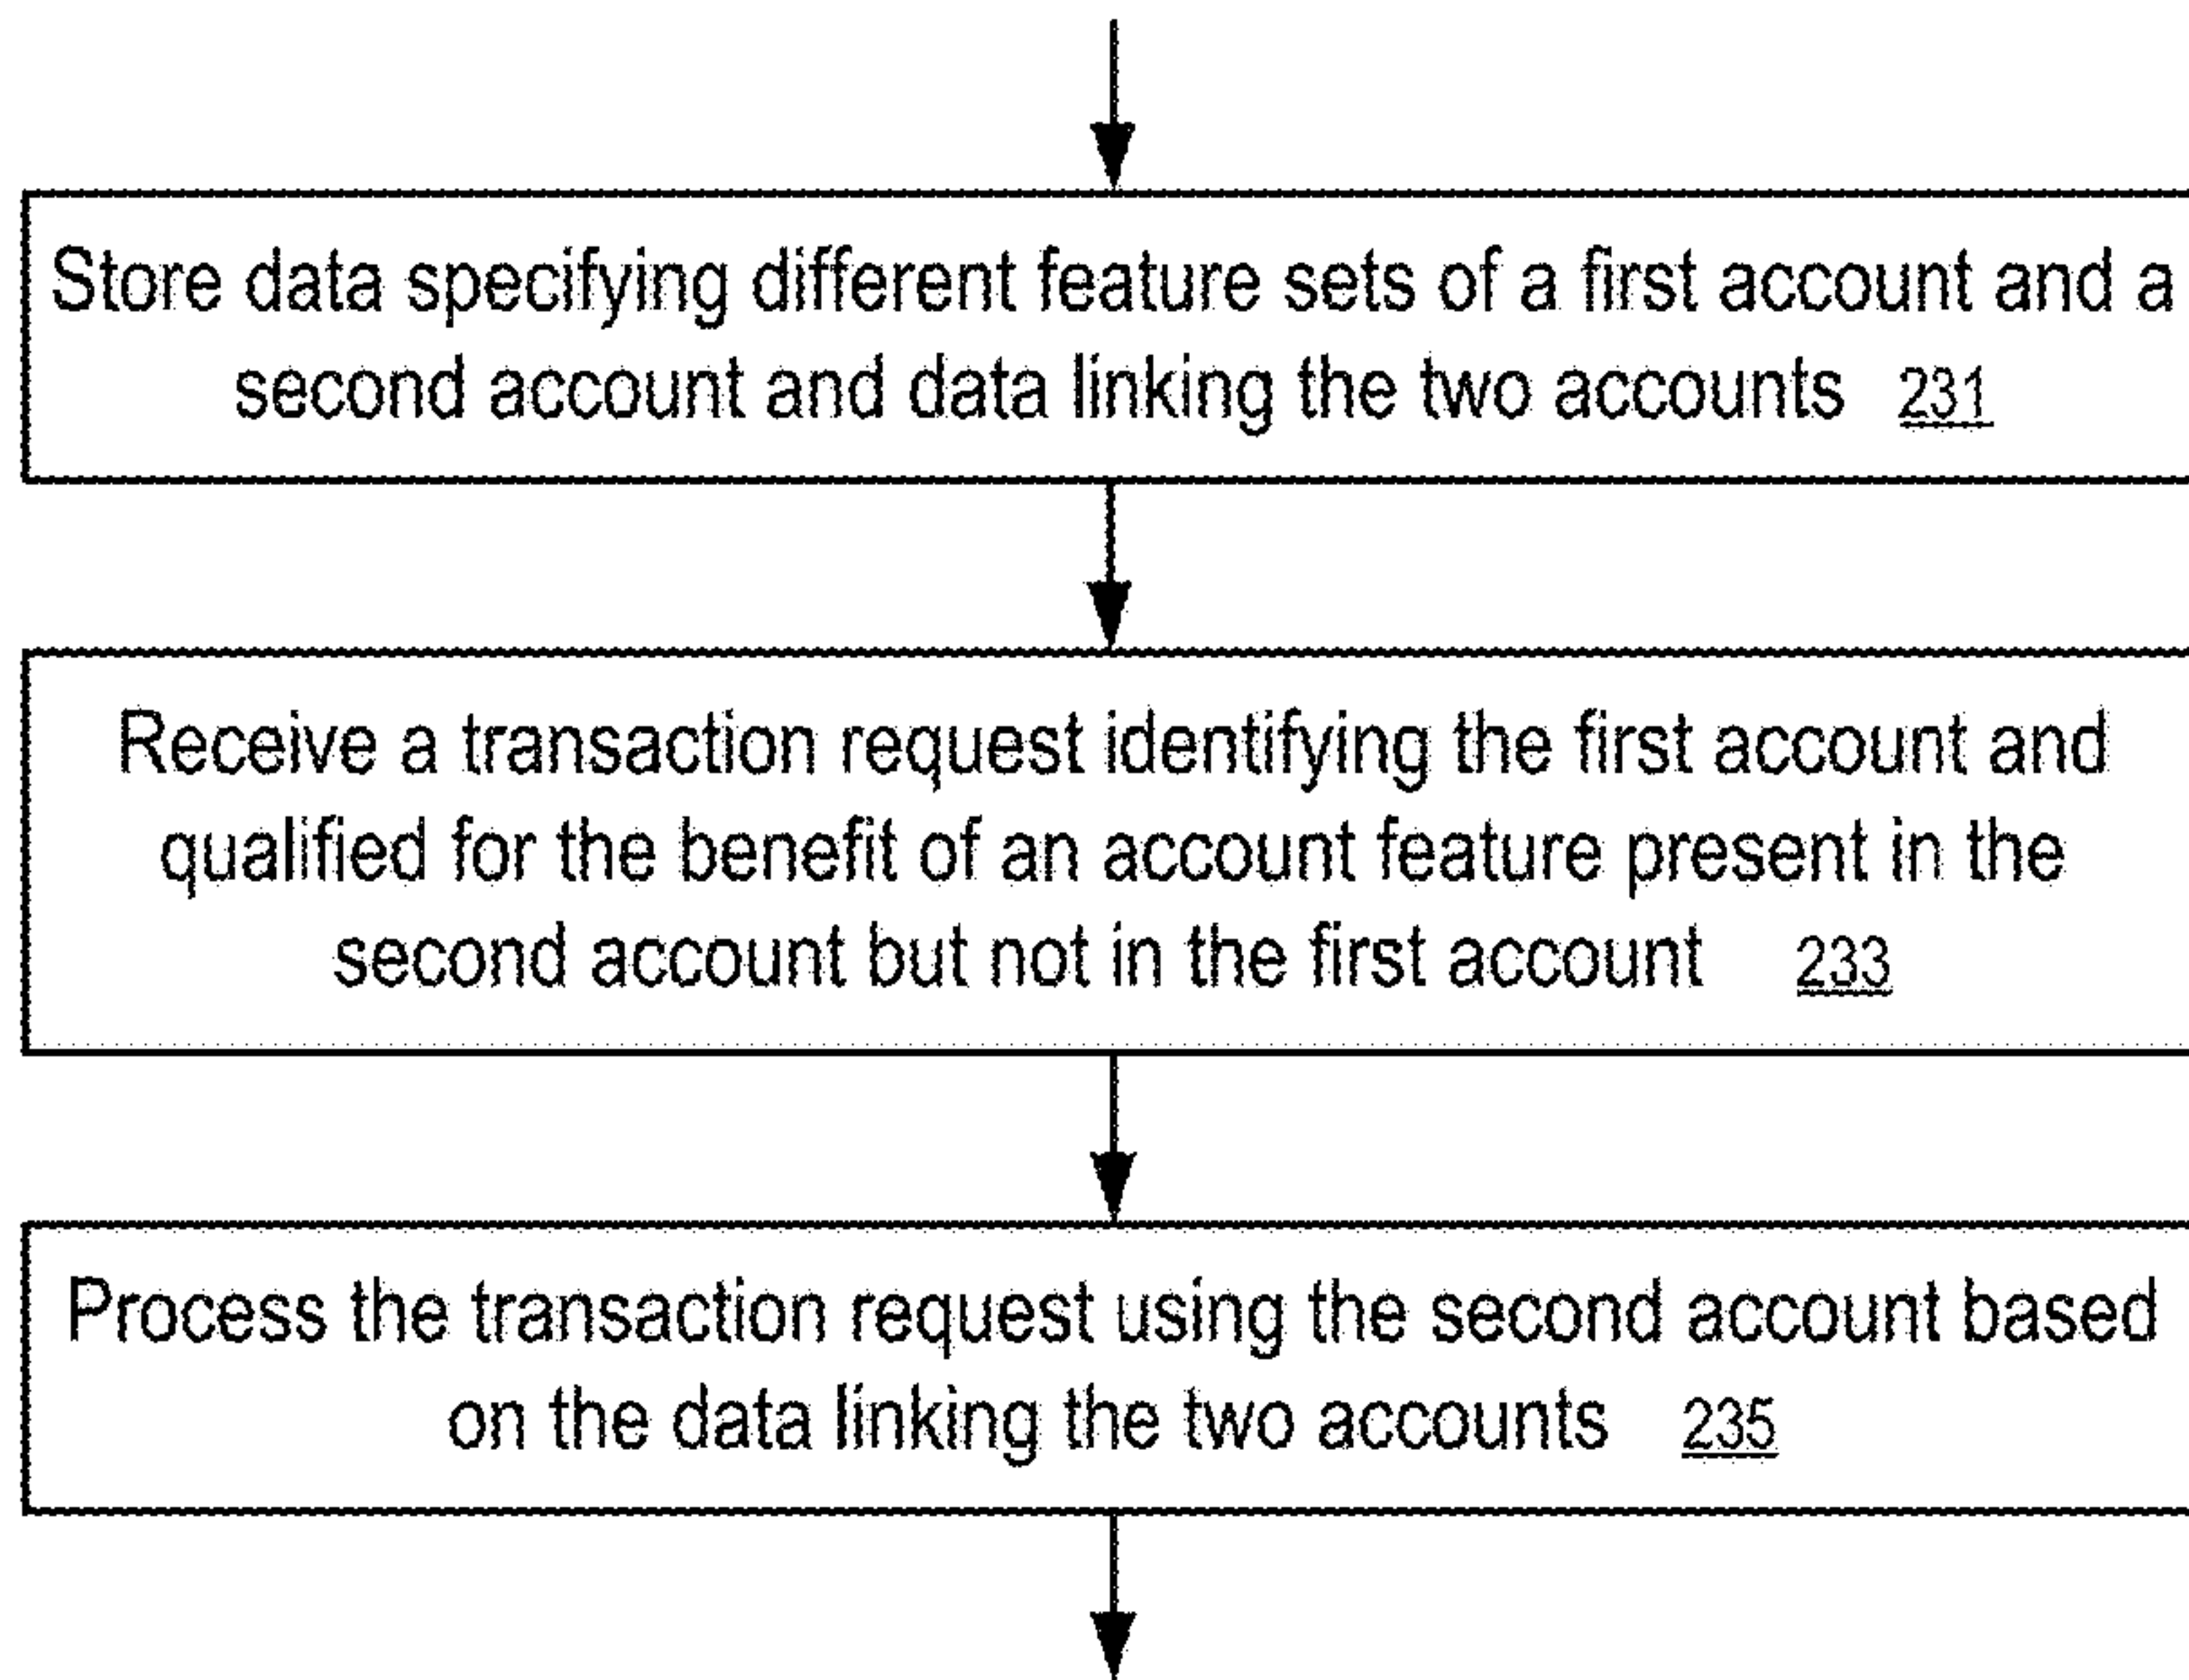 Store data specifying different feature sets of a first account and a
second account and data linking the two accounts 231
Receive a transaction request identifying the first account and
qualified for the benefit of an account feature present in the
second account but not in the first account 233
Process the transaction request using the second account based
on the data linking the two accounts 235